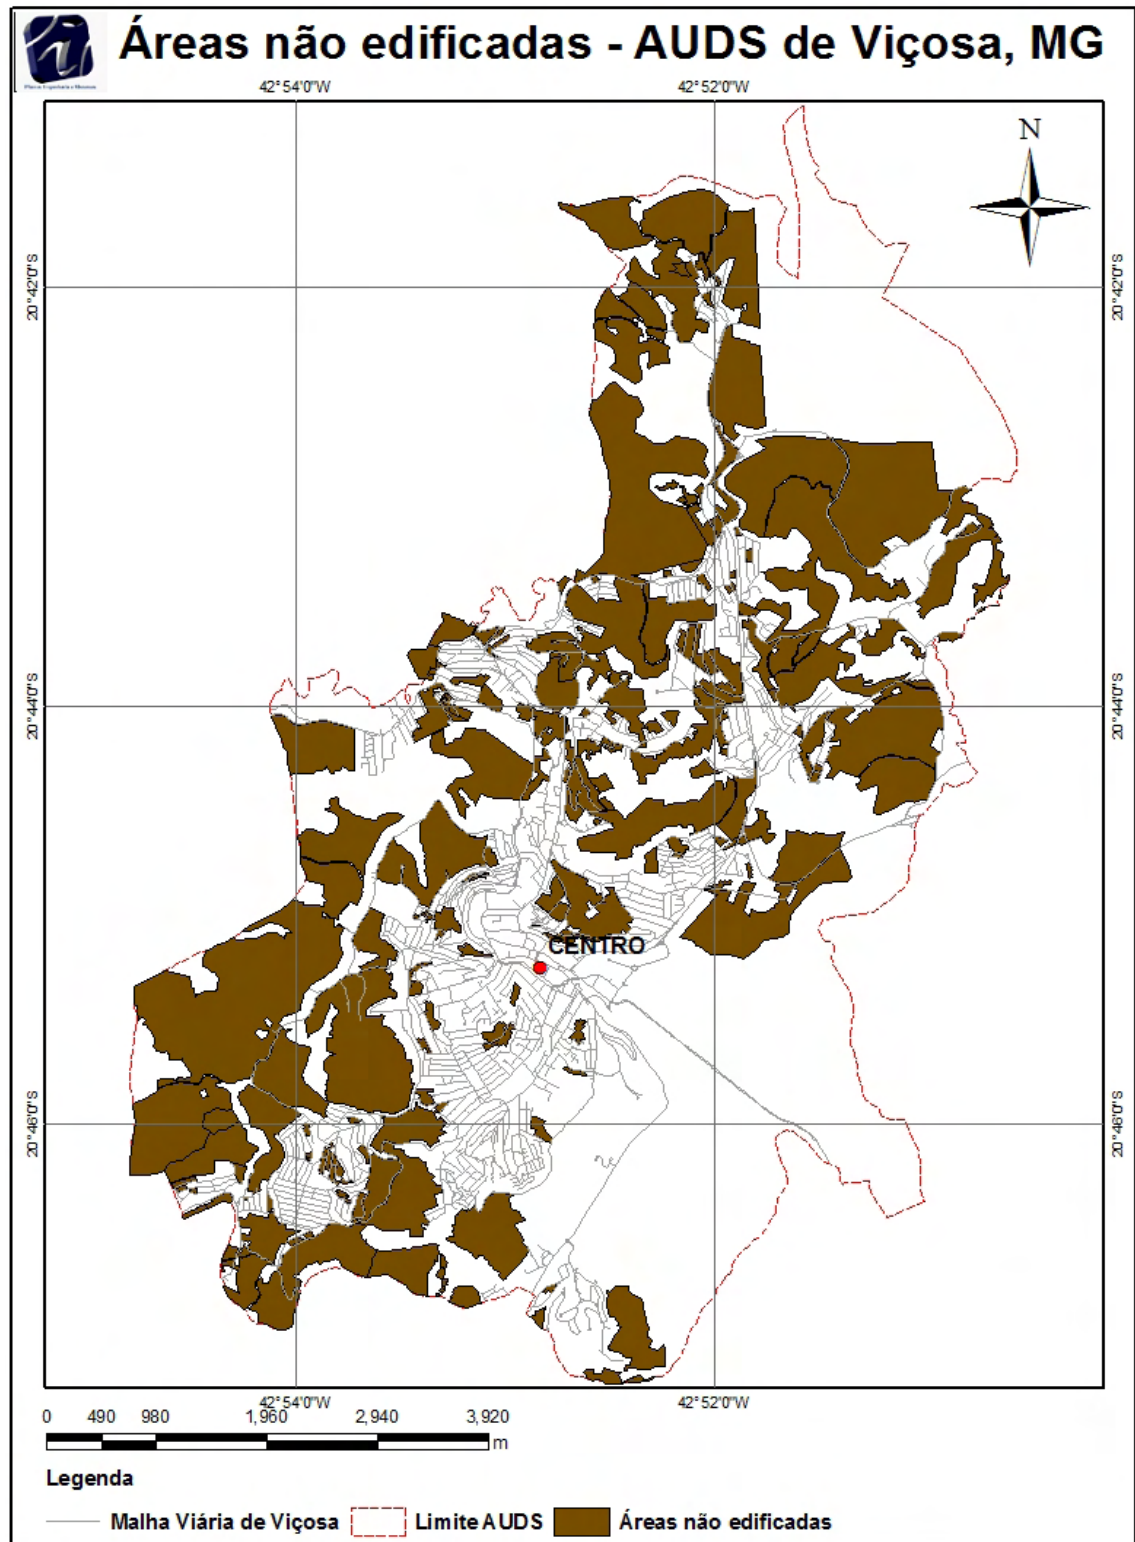 Áreas não edificadas - AUDS de Viçosa, MG
42°54'0"W
42°52'0"W
N
20°42'0"S
20°42'0"S
20°44'0"S
20°44'0"S
CENTRO
20°46'0"S
20°46'0"S
42°54'0"W
42°52'0"W
0 490 980 1,960 2,940 3,920
m
Legenda
Malha Viária de Viçosa Limite AUDS Áreas não edificadas